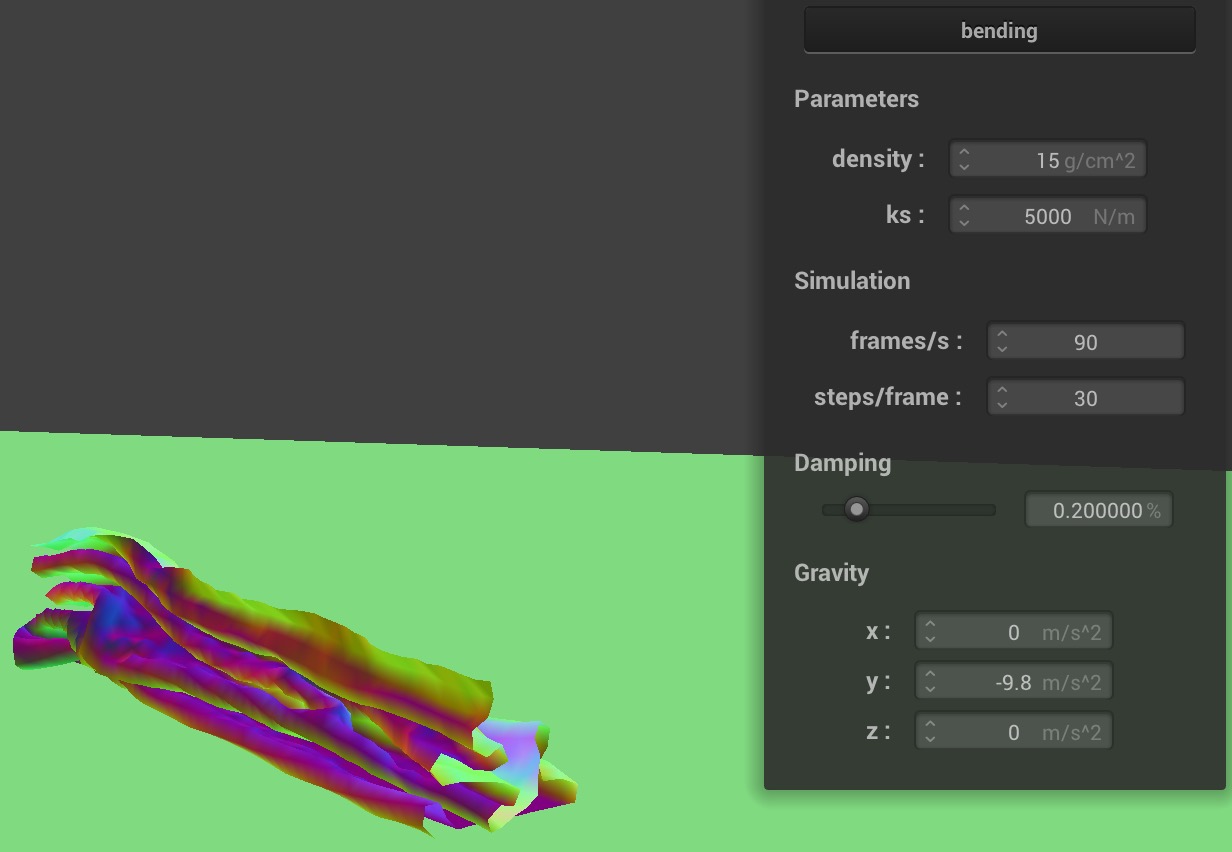 bending
Parameters
density : 15 g/cm^2
ks : 5000 N/m
Simulation
frames/s : 90
steps/frame : 30
Damping
0.200000 %
Gravity
x : 0 m/s^2
y : -9.8 m/s^2
z : 0 m/s^2